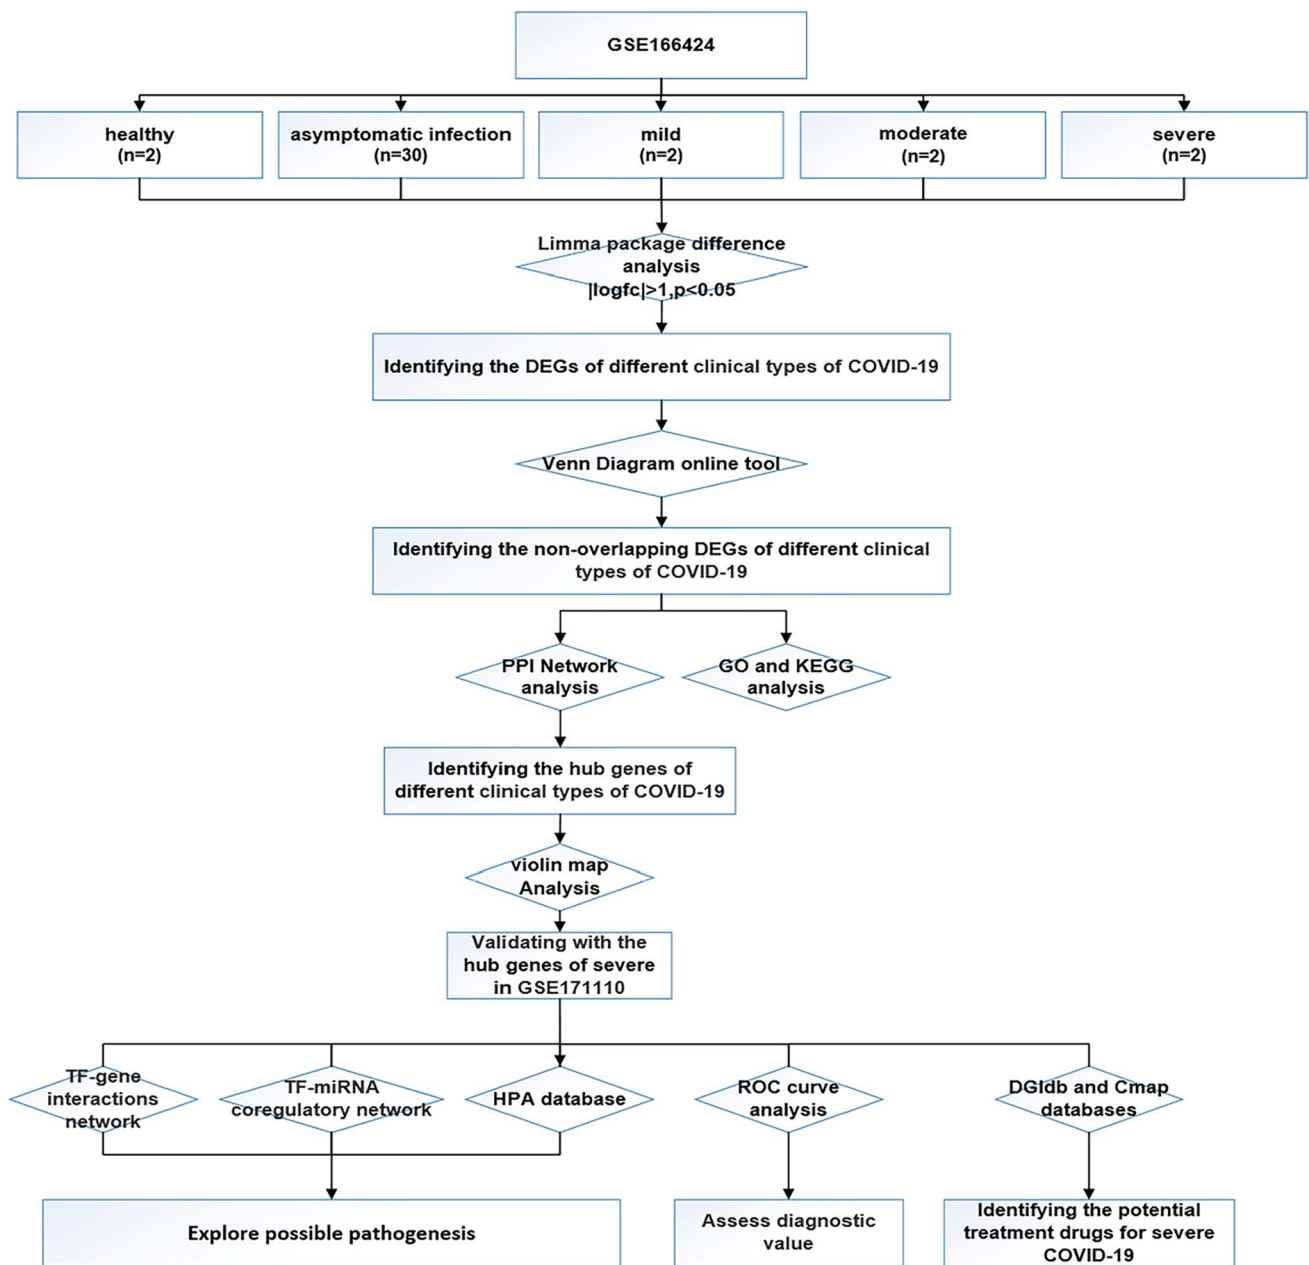 GSE166424
healthy
(n=2)
asymptomatic infection
(n=30)
mild
(n=2)
moderate
(n=2)
severe
(n=2)
Limma package difference
analysis
|logfc|>1,p<0.05
Identifying the DEGs of different clinical types of COVID-19
Venn Diagram online tool
Identifying the non-overlapping DEGs of different clinical
types of COVID-19
PPI Network
analysis
GO and KEGG
analysis
Identifying the hub genes of
different clinical types of COVID-19
violin map
Analysis
Validating with the
hub genes of severe
in GSE171110
TF-gene
interactions
network
TF-miRNA
coregulatory network
HPA database
ROC curve
analysis
DGIdb and Cmap
databases
Explore possible pathogenesis
Assess diagnostic
value
Identifying the potential
treatment drugs for severe
COVID-19